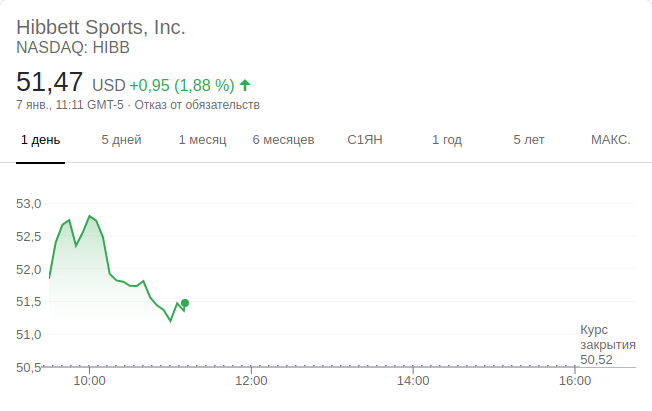 Hibbett Sports, Inc.
NASDAQ: HIBB
51,47 USD +0,95 (1,88 %)
7 янв., 11:11 GMT-5 · Отказ от обязательств
1 день 5 дней 1 месяц 6 месяцев С1ЯН 1 год 5 лет МАКС.
53,0
52,5
52,0
51,5
51,0
Курс
закрытия
50,52
50,5
10:00 12:00 14:00 16:00